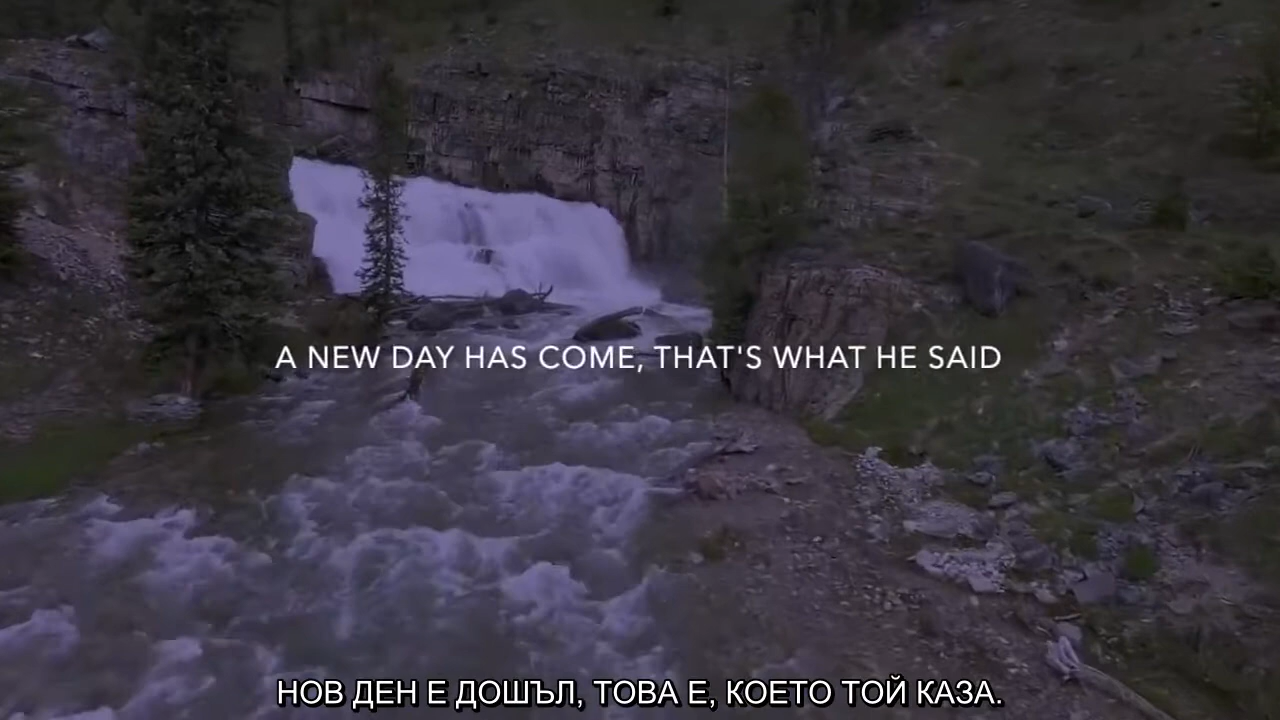 A NEW DAY HAS COME, THAT'S WHAT HE SAID
НОВ ДЕН Е ДОШЪЛ, ТОВА Е, КОЕТО ТОЙ КАЗА.